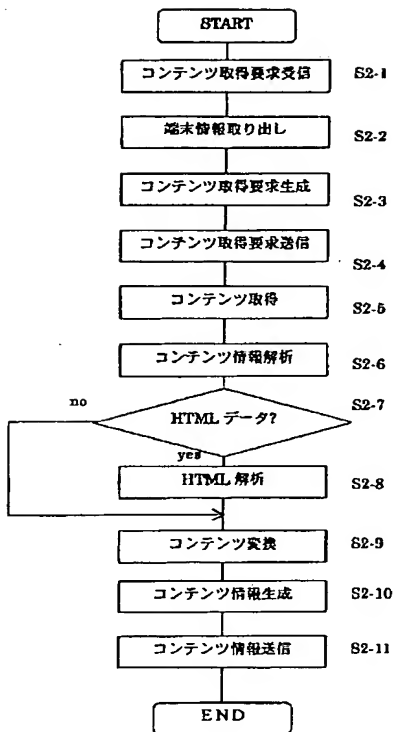 START
コンテンツ取得要求受信 S2-1
端末情報取り出し S2-2
コンテンツ取得要求生成 S2-3
コンテンツ取得要求送信 S2-4
コンテンツ取得 S2-5
コンテンツ情報解析 S2-6
no HTML データ? S2-7
yes
HTML 解析 S2-8
コンテンツ変換 S2-9
コンテンツ情報生成 S2-10
コンテンツ情報送信 S2-11
END